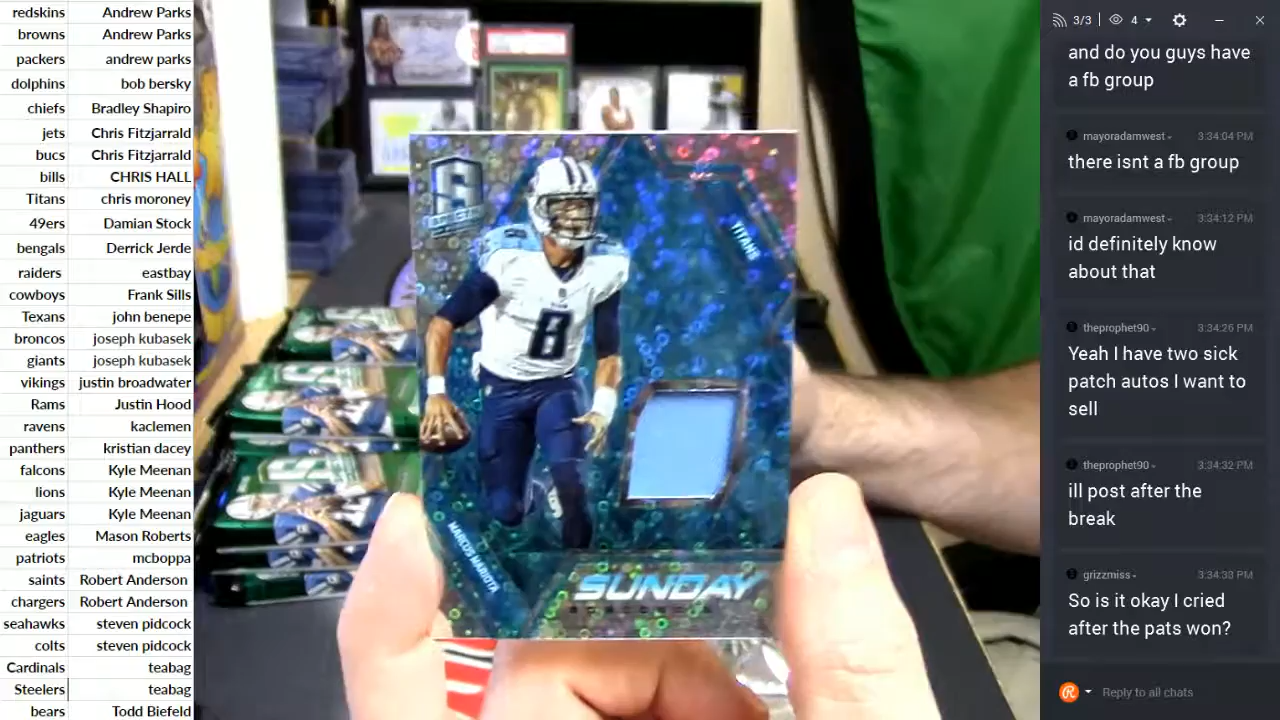 redskins Andrew Parks
browns Andrew Parks
packers andrew parks
dolphins bob bersky
chiefs Bradley Shapiro
jets Chris Fitzjarrald
bucs Chris Fitzjarrald
bills CHRIS HALL
Titans chris moroney
49ers Damian Stock
bengals Derrick Jerde
raiders eastbay
cowboys Frank Sills
Texans john benepe
broncos joseph kubasek
giants joseph kubasek
vikings justin broadwater
Rams Justin Hood
ravens kaclemen
panthers kristian dacey
falcons Kyle Meenan
lions Kyle Meenan
jaguars Kyle Meenan
eagles Mason Roberts
patriots mcboppa
saints Robert Anderson
chargers Robert Anderson
seahawks steven pidcock
colts steven pidcock
Cardinals teabag
Steelers teabag
bears Todd Biefeld
TITANS
8
MARCUS MARIOTA
SUNDAY
3/3 4
and do you guys have
a fb group
mayoradamwest 3:34:04 PM
there isnt a fb group
mayoradamwest 3:34:12 PM
id definitely know
about that
theprophet90 3:34:26 PM
Yeah I have two sick
patch autos I want to
sell
theprophet90 3:34:32 PM
ill post after the
break
grizzmiss 3:34:33 PM
So is it okay I cried
after the pats won?
Reply to all chats